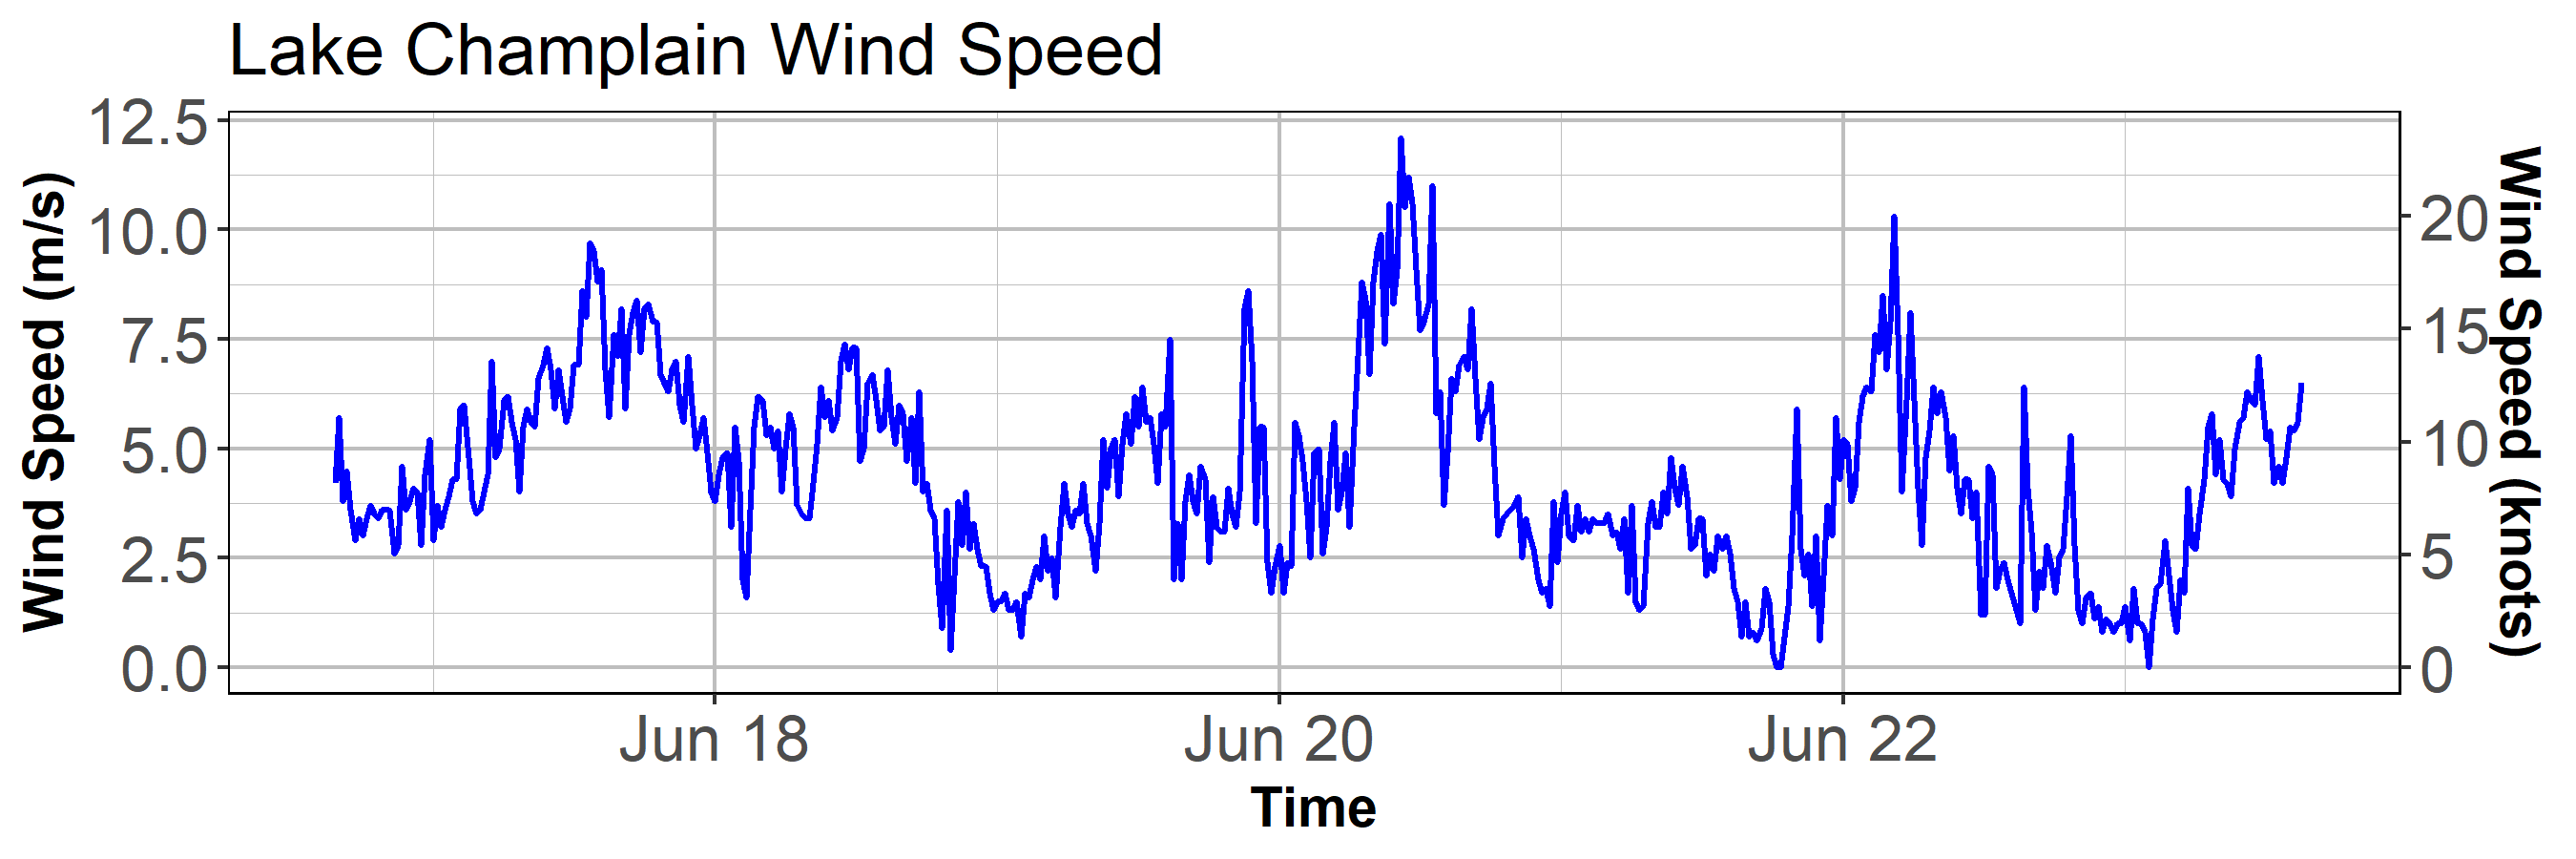 Lake Champlain Wind Speed
Wind Speed (m/s)
12.5
10.0
7.5
5.0
2.5
0.0
Wind Speed (knots)
20
15
10
5
0
Jun 18 Jun 20 Jun 22
Time